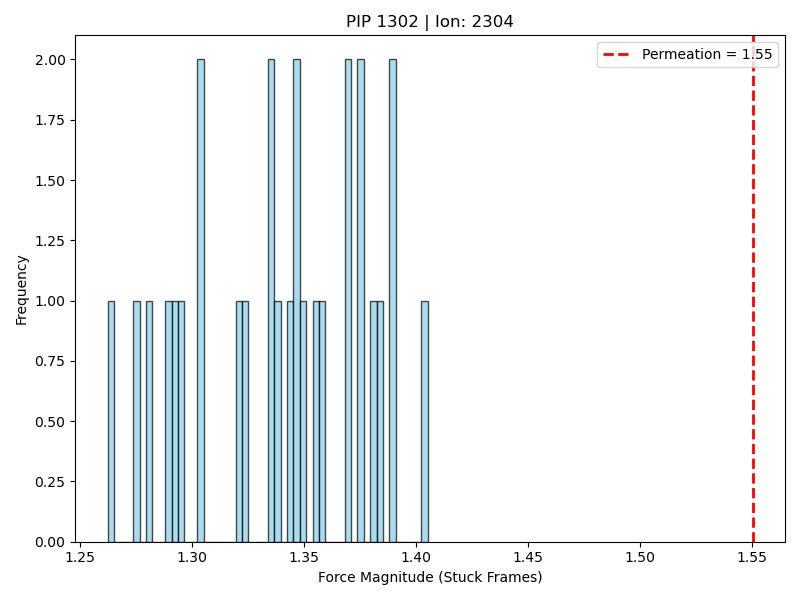 PIP 1302 | Ion: 2304
Permeation = 1.55
Frequency
2.00
1.75
1.50
1.25
1.00
0.75
0.50
0.25
0.00
1.25 1.30 1.35 1.40 1.45 1.50 1.55
Force Magnitude (Stuck Frames)